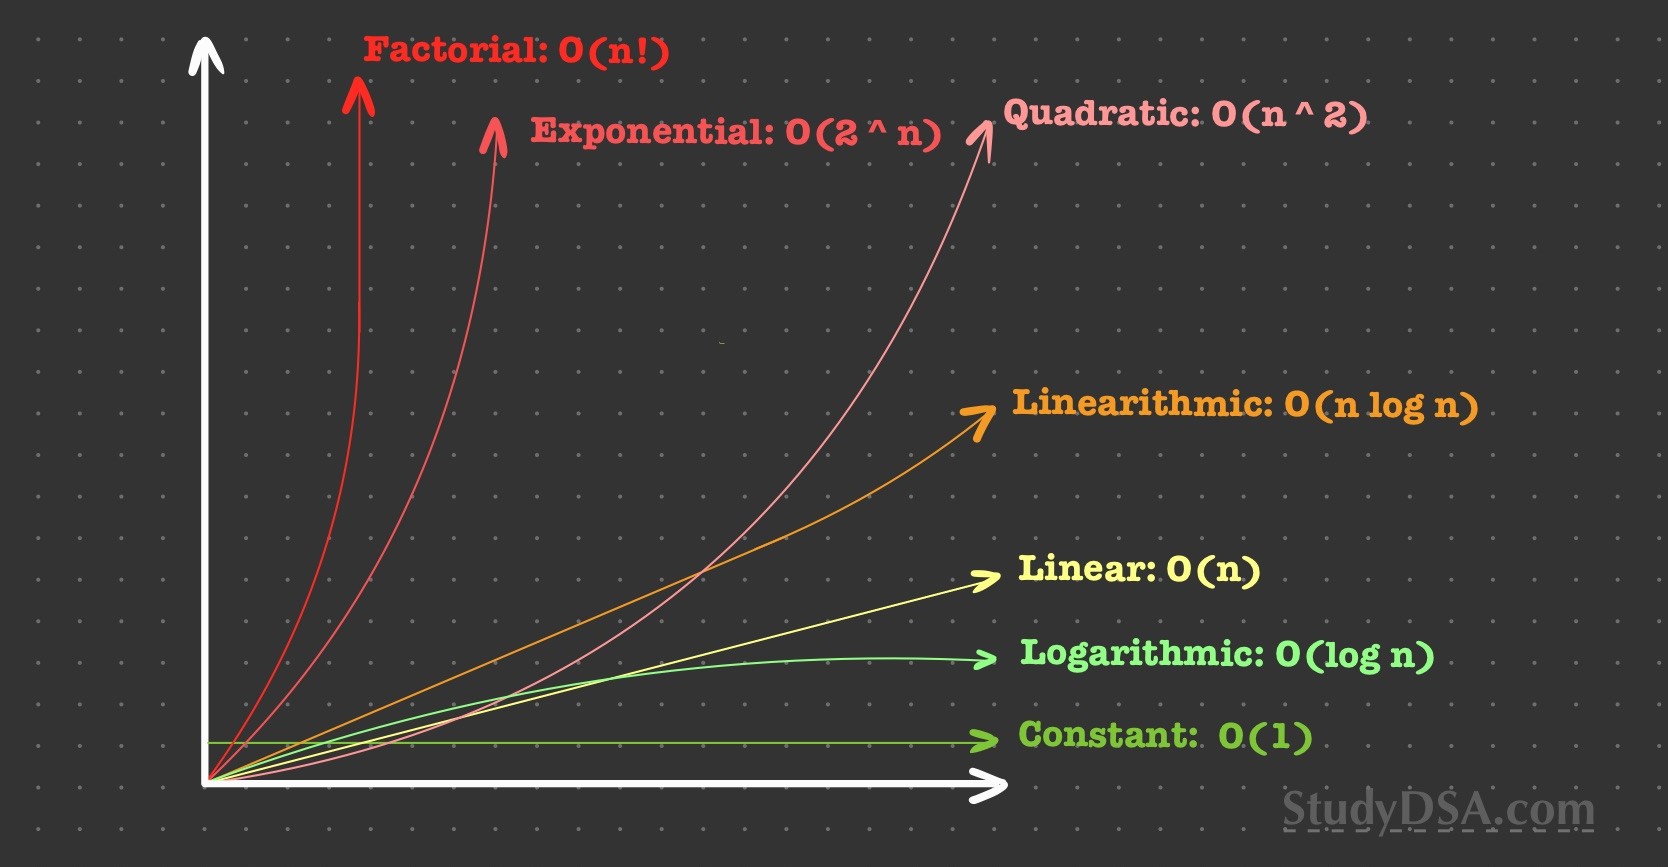 Factorial: O(n!)
Exponential: O(2 ^ n)
Quadratic: O(n ^ 2)
Linearithmic: O(n log n)
Linear: O(n)
Logarithmic: O(log n)
Constant: O(1)
StudyDSA.com